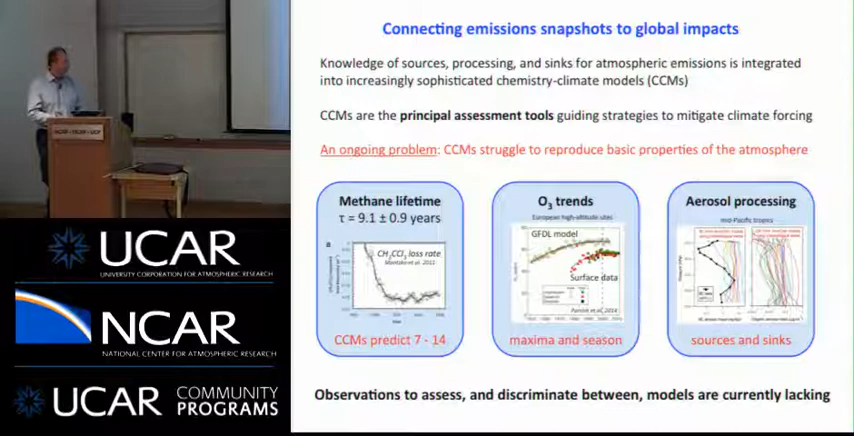 Connecting emissions snapshots to global impacts
Knowledge of sources, processing, and sinks for atmospheric emissions is integrated
into increasingly sophisticated chemistry-climate models (CCMs)
CCMs are the principal assessment tools guiding strategies to mitigate climate forcing
An ongoing problem: CCMs struggle to reproduce basic properties of the atmosphere
Methane lifetime
τ = 9.1 ± 0.9 years
CH3CCl3 loss rate
CCMs predict 7 - 14
O3 trends
European high-altitude sites
GFDL model
Surface data
Parrish et al., 2014
maxima and season
Aerosol processing
mid-Pacific tropics
sources and sinks
Observations to assess, and discriminate between, models are currently lacking
UCAR • NCAR • UCP
UCAR
UNIVERSITY CORPORATION FOR ATMOSPHERIC RESEARCH
NCAR
NATIONAL CENTER FOR ATMOSPHERIC RESEARCH
UCAR COMMUNITY
PROGRAMS